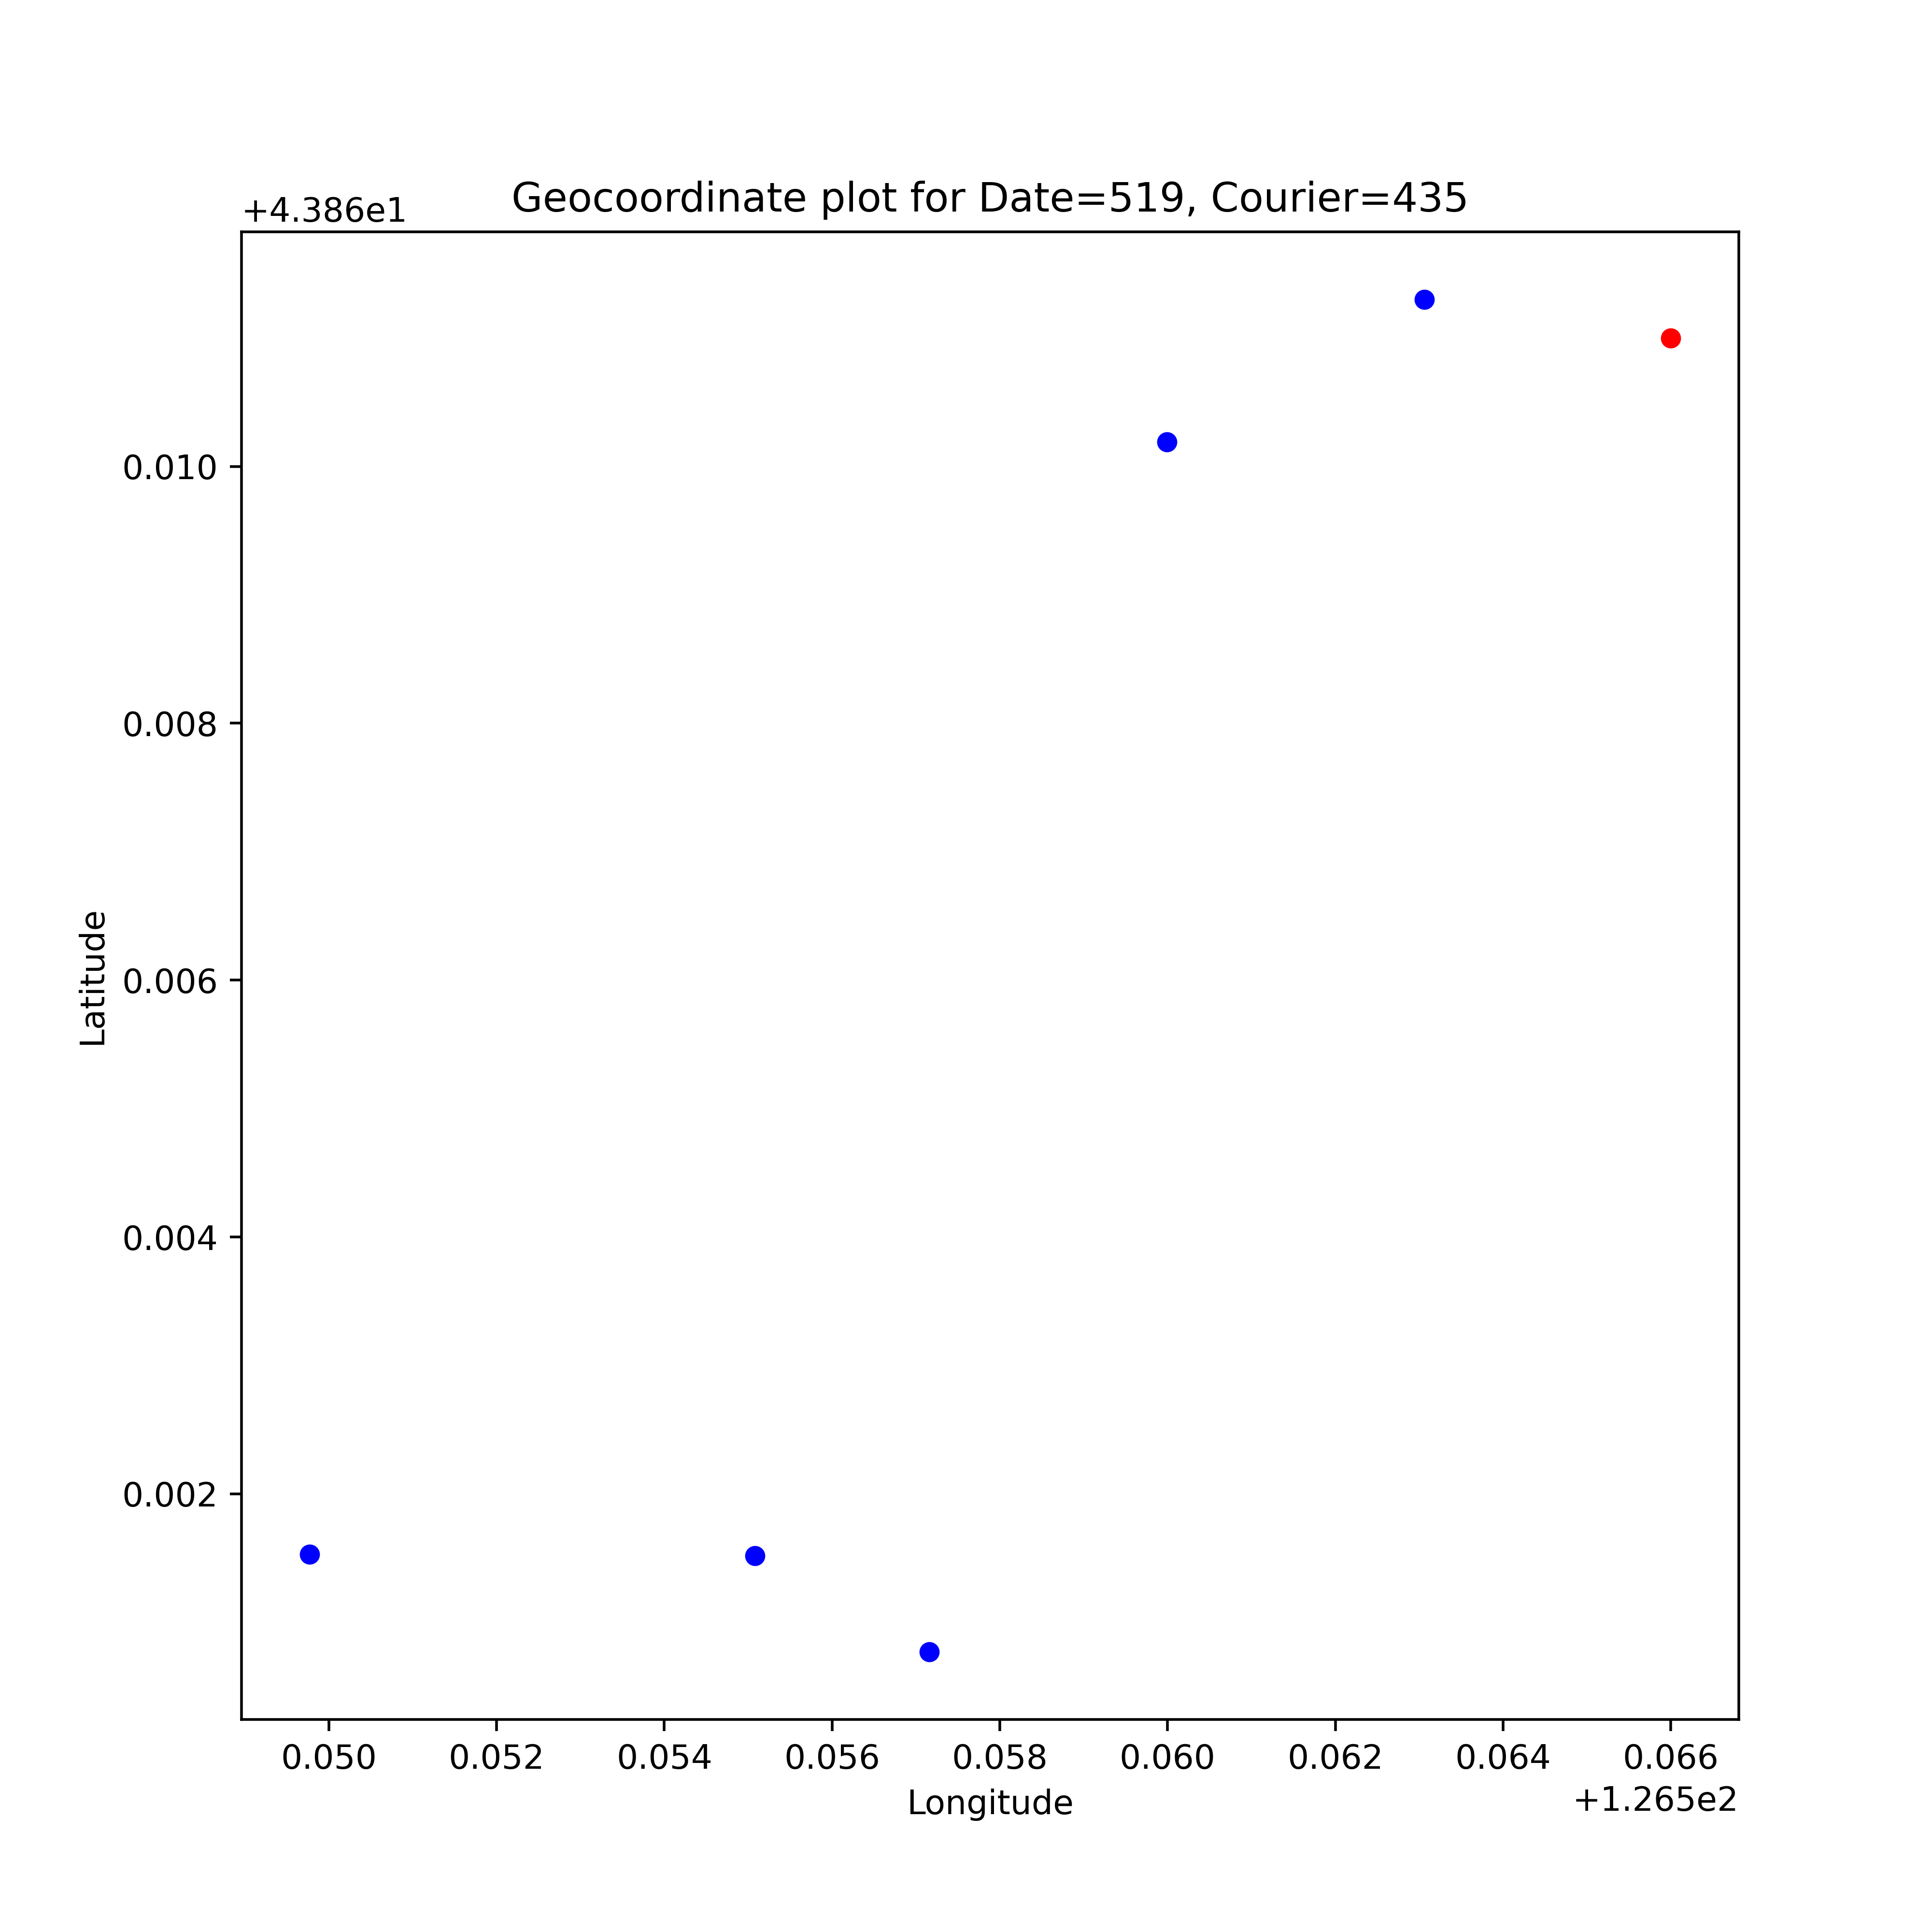 Geocoordinate plot for Date=519, Courier=435
+4.386e1
0.010
0.008
0.006
0.004
0.002
Latitude
0.050 0.052 0.054 0.056 0.058 0.060 0.062 0.064 0.066
Longitude
+1.265e2